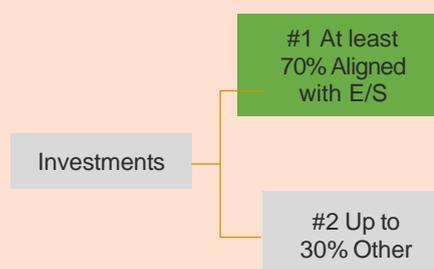 #1 At least
70% Aligned
with E/S
Investments
#2 Up to
30% Other